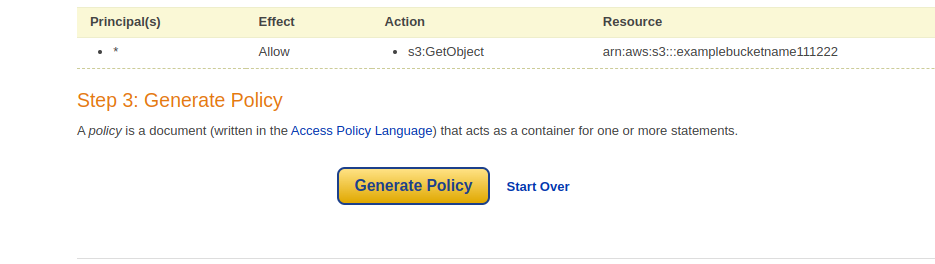 Principal(s) Effect Action Resource
• * Allow • s3:GetObject arn:aws:s3:::examplebucketname111222
Step 3: Generate Policy
A policy is a document (written in the Access Policy Language) that acts as a container for one or more statements.
Generate Policy Start Over